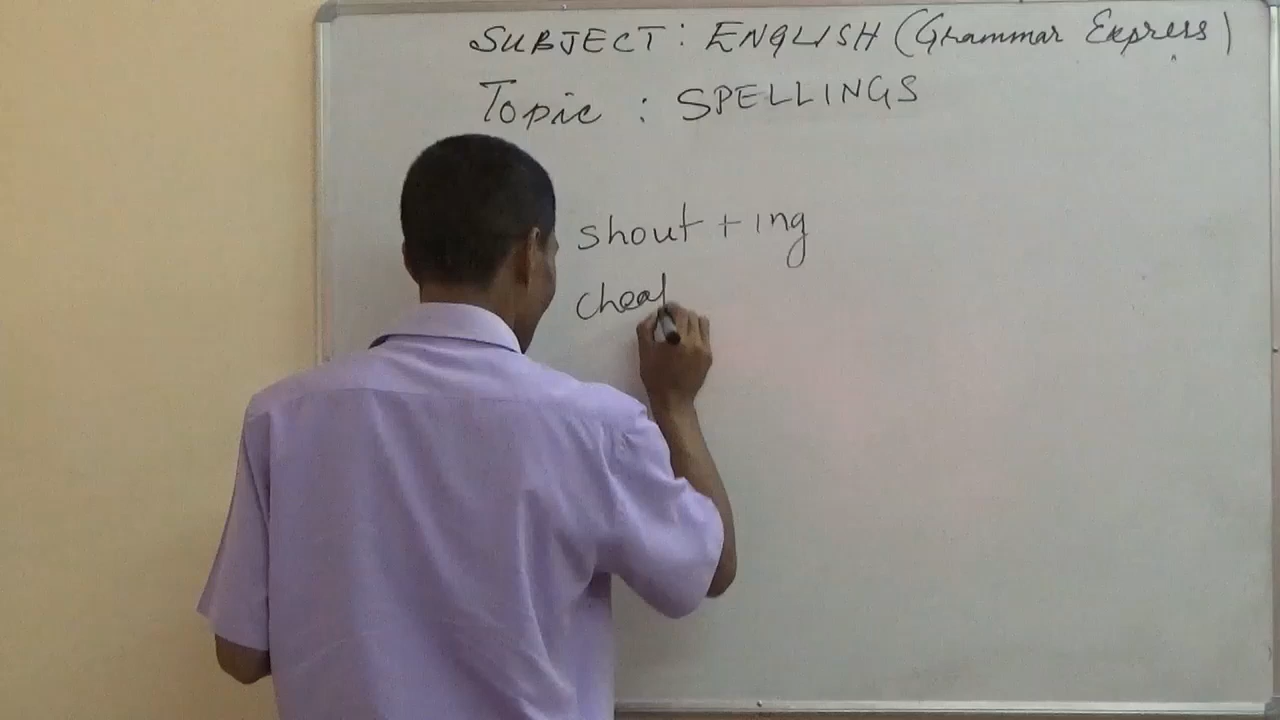 SUBJECT : ENGLISH (Grammar Express)
Topic : SPELLINGS
shout + ing